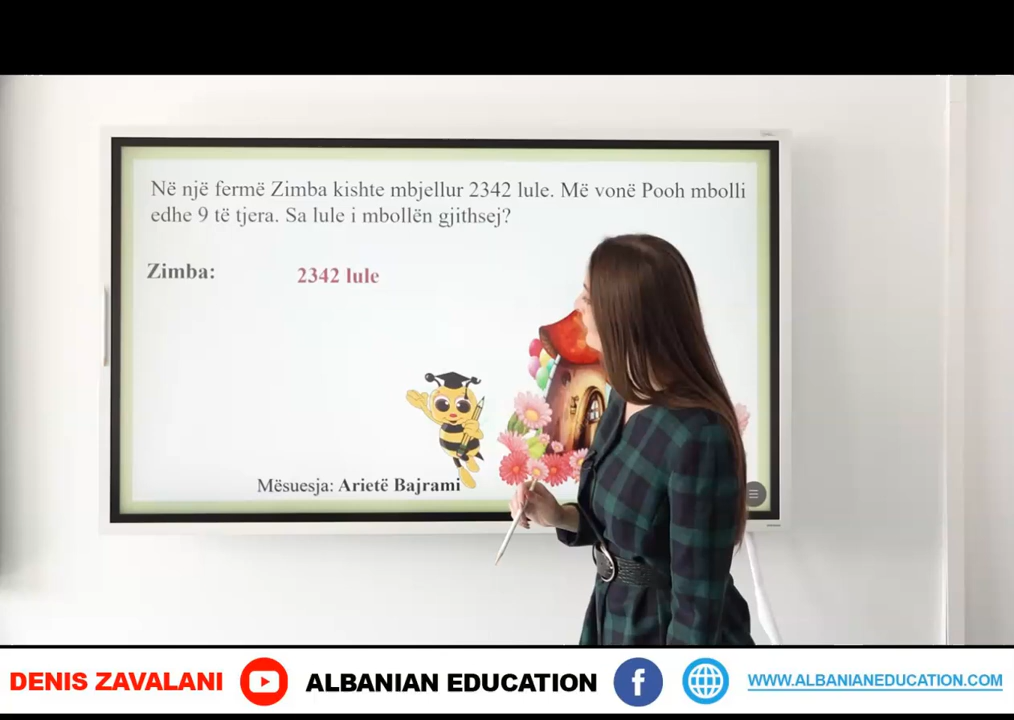 Në një fermë Zimba kishte mbjellur 2342 lule. Më vonë Pooh mbolli
edhe 9 të tjera. Sa lule i mbollën gjithsej?
Zimba: 2342 lule
Mësuesja: Arietë Bajrami
DENIS ZAVALANI ALBANIAN EDUCATION WWW.ALBANIANEDUCATION.COM